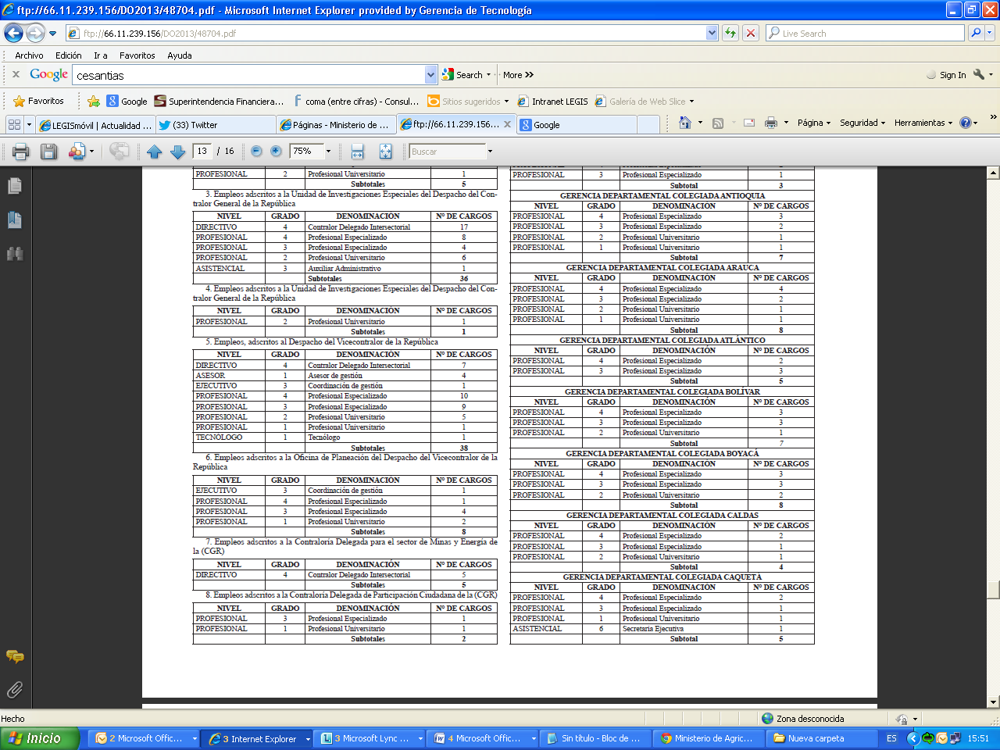 ftp://66.11.239.156/DO2013/48704.pdf - Microsoft Internet Explorer provided by Gerencia de Tecnología
ftp://66.11.239.156/DO2013/48704.pdf
Live Search
Archivo Edición Ir a Favoritos Ayuda
x Google cesantias Search More Sign In
Favoritos Google Superintendencia Financiera... coma (entre cifras) - Consul... Sitios sugeridos Intranet LEGIS Galería de Web Slice
LEGISmóvil | Actualidad ... (33) Twitter Páginas - Ministerio de ... ftp://66.11.239.156... Google Página Seguridad Herramientas
13 / 16 75% Buscar
PROFESIONAL 2 Profesional Universitario 1
Subtotales 5
3. Empleos adscritos a la Unidad de Investigaciones Especiales del Despacho del Con-
tralor General de la República
NIVEL GRADO DENOMINACIÓN Nº DE CARGOS
DIRECTIVO 4 Contralor Delegado Intersectorial 17
PROFESIONAL 4 Profesional Especializado 8
PROFESIONAL 3 Profesional Especializado 4
PROFESIONAL 2 Profesional Universitario 6
ASISTENCIAL 3 Auxiliar Administrativo 1
Subtotales 36
4. Empleos adscritos a la Unidad de Investigaciones Especiales del Despacho del Con-
tralor General de la República
NIVEL GRADO DENOMINACIÓN Nº DE CARGOS
PROFESIONAL 2 Profesional Universitario 1
Subtotales 1
5. Empleos, adscritos al Despacho del Vicecontralor de la República
NIVEL GRADO DENOMINACIÓN Nº DE CARGOS
DIRECTIVO 4 Contralor Delegado Intersectorial 7
ASESOR 1 Asesor de gestión 4
EJECUTIVO 3 Coordinación de gestión 1
PROFESIONAL 4 Profesional Especializado 10
PROFESIONAL 3 Profesional Especializado 9
PROFESIONAL 2 Profesional Universitario 5
PROFESIONAL 1 Profesional Universitario 1
TECNÓLOGO 1 Tecnólogo 1
Subtotales 38
6. Empleos adscritos a la Oficina de Planeación del Despacho del Vicecontralor de la
República
NIVEL GRADO DENOMINACIÓN Nº DE CARGOS
EJECUTIVO 3 Coordinación de gestión 1
PROFESIONAL 4 Profesional Especializado 1
PROFESIONAL 3 Profesional Especializado 4
PROFESIONAL 1 Profesional Universitario 2
Subtotales 8
7. Empleos adscritos a la Contraloría Delegada para el sector de Minas y Energía de
la (CGR)
NIVEL GRADO DENOMINACIÓN Nº DE CARGOS
DIRECTIVO 4 Contralor Delegado Intersectorial 5
Subtotales 5
8. Empleos adscritos a la Contraloría Delegada de Participación Ciudadana de la (CGR)
NIVEL GRADO DENOMINACIÓN Nº DE CARGOS
PROFESIONAL 3 Profesional Especializado 1
PROFESIONAL 1 Profesional Universitario 1
Subtotales 2
PROFESIONAL 3 Profesional Especializado 1
Subtotal 3
GERENCIA DEPARTAMENTAL COLEGIADA ANTIOQUIA
NIVEL GRADO DENOMINACIÓN Nº DE CARGOS
PROFESIONAL 4 Profesional Especializado 3
PROFESIONAL 3 Profesional Especializado 2
PROFESIONAL 2 Profesional Universitario 1
PROFESIONAL 1 Profesional Universitario 1
Subtotal 7
GERENCIA DEPARTAMENTAL COLEGIADA ARAUCA
NIVEL GRADO DENOMINACIÓN Nº DE CARGOS
PROFESIONAL 4 Profesional Especializado 4
PROFESIONAL 3 Profesional Especializado 2
PROFESIONAL 2 Profesional Universitario 1
PROFESIONAL 1 Profesional Universitario 1
Subtotal 8
GERENCIA DEPARTAMENTAL COLEGIADA ATLÁNTICO
NIVEL GRADO DENOMINACIÓN Nº DE CARGOS
PROFESIONAL 4 Profesional Especializado 2
PROFESIONAL 3 Profesional Especializado 3
Subtotal 5
GERENCIA DEPARTAMENTAL COLEGIADA BOLÍVAR
NIVEL GRADO DENOMINACIÓN Nº DE CARGOS
PROFESIONAL 4 Profesional Especializado 3
PROFESIONAL 3 Profesional Especializado 3
PROFESIONAL 2 Profesional Universitario 1
Subtotal 7
GERENCIA DEPARTAMENTAL COLEGIADA BOYACÁ
NIVEL GRADO DENOMINACIÓN Nº DE CARGOS
PROFESIONAL 4 Profesional Especializado 3
PROFESIONAL 3 Profesional Especializado 3
PROFESIONAL 2 Profesional Universitario 2
Subtotal 8
GERENCIA DEPARTAMENTAL COLEGIADA CALDAS
NIVEL GRADO DENOMINACIÓN Nº DE CARGOS
PROFESIONAL 4 Profesional Especializado 2
PROFESIONAL 3 Profesional Especializado 1
PROFESIONAL 2 Profesional Universitario 1
Subtotal 4
GERENCIA DEPARTAMENTAL COLEGIADA CAQUETÁ
NIVEL GRADO DENOMINACIÓN Nº DE CARGOS
PROFESIONAL 4 Profesional Especializado 2
PROFESIONAL 3 Profesional Especializado 1
PROFESIONAL 1 Profesional Universitario 1
ASISTENCIAL 6 Secretaria Ejecutiva 1
Subtotal 5
Hecho Zona desconocida
Inicio 2 Microsoft Offic... 3 Internet Explorer 3 Microsoft Lync ... 4 Microsoft Offic... Sin título - Bloc de ... Ministerio de Agric... Nueva carpeta ES 15:51